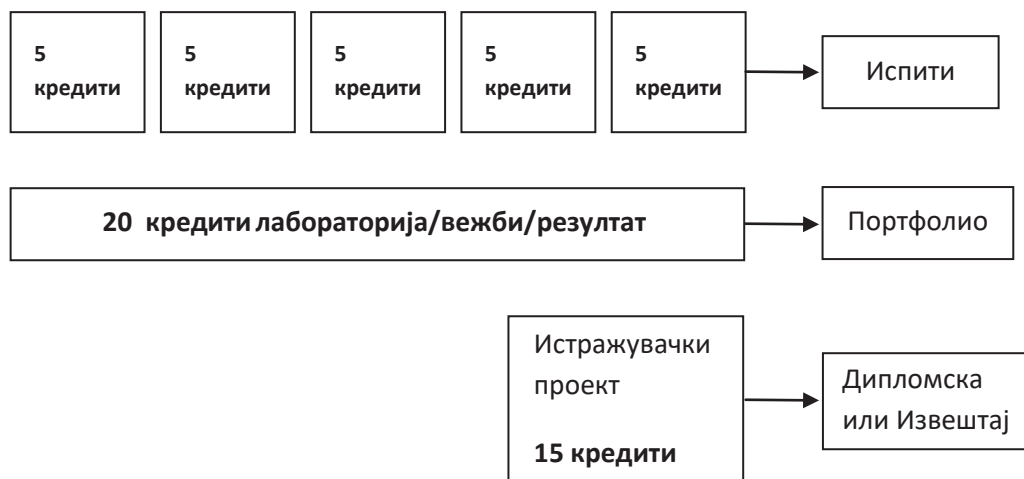 5
кредити
5
кредити
5
кредити
5
кредити
5
кредити
Испити
20 кредити лабораторија/вежби/резултат
Портфолио
Истражувачки
проект
15 кредити
Дипломска
или Извештај